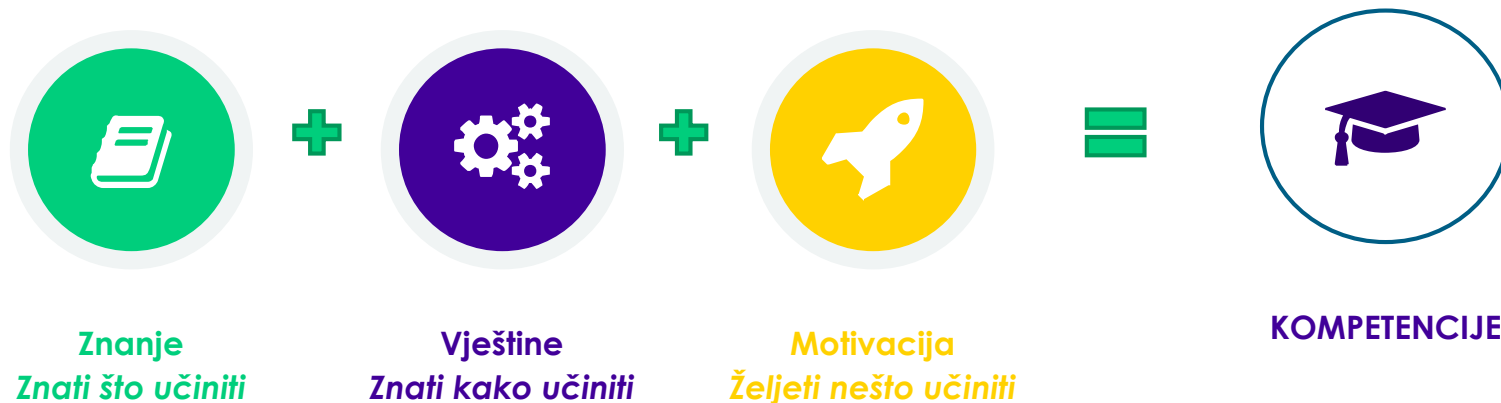 Znanje
Znati što učiniti
Vještine
Znati kako učiniti
Motivacija
Željeti nešto učiniti
KOMPETENCIJE